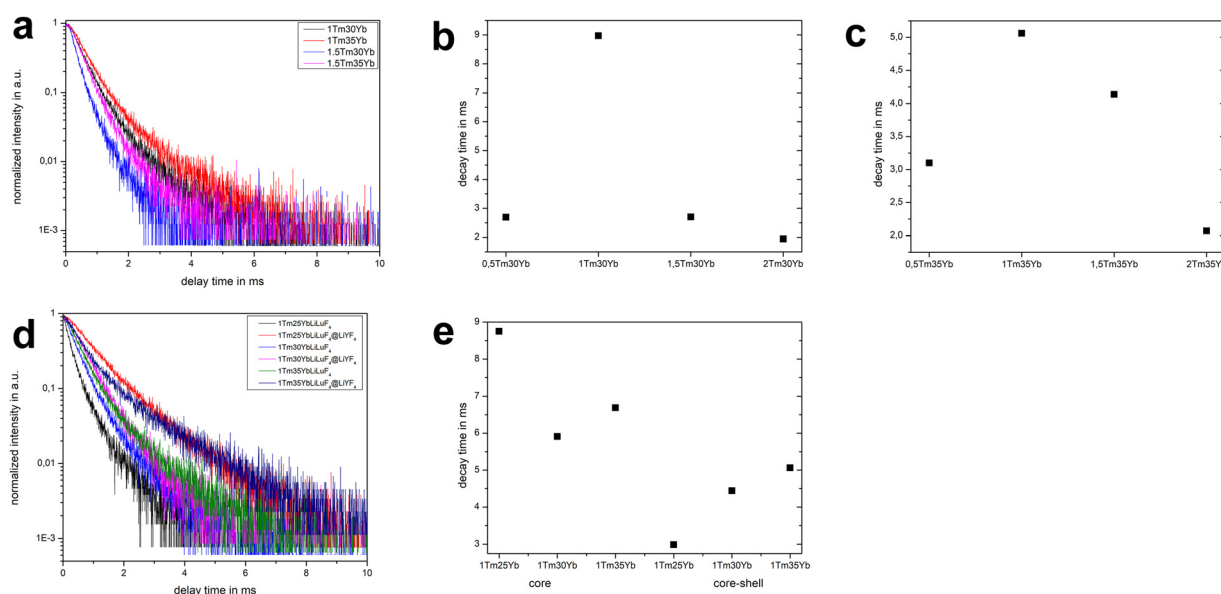 a
1
0,1
0,01
1E-3
0
2
4
6
8
10
normalized intensity in a.u.
delay time in ms
1Tm30Yb
1Tm35Yb
1.5Tm30Yb
1.5Tm35Yb
b
9
8
7
6
5
4
3
2
decay time in ms
0,5Tm30Yb
1Tm30Yb
1,5Tm30Yb
2Tm30Yb
c
5,0
4,5
4,0
3,5
3,0
2,5
2,0
decay time in ms
0,5Tm35Yb
1Tm35Yb
1,5Tm35Yb
2Tm35Yb
d
1
0,1
0,01
1E-3
0
2
4
6
8
10
normalized intensity in a.u.
delay time in ms
1Tm25YbLiLuF4
1Tm25YbLiLuF4@LiYF4
1Tm30YbLiLuF4
1Tm30YbLiLuF4@LiYF4
1Tm35YbLiLuF4
1Tm35YbLiLuF4@LiYF4
e
9
8
7
6
5
4
3
decay time in ms
1Tm25Yb
1Tm30Yb
1Tm35Yb
1Tm25Yb
1Tm30Yb
1Tm35Yb
core
core-shell